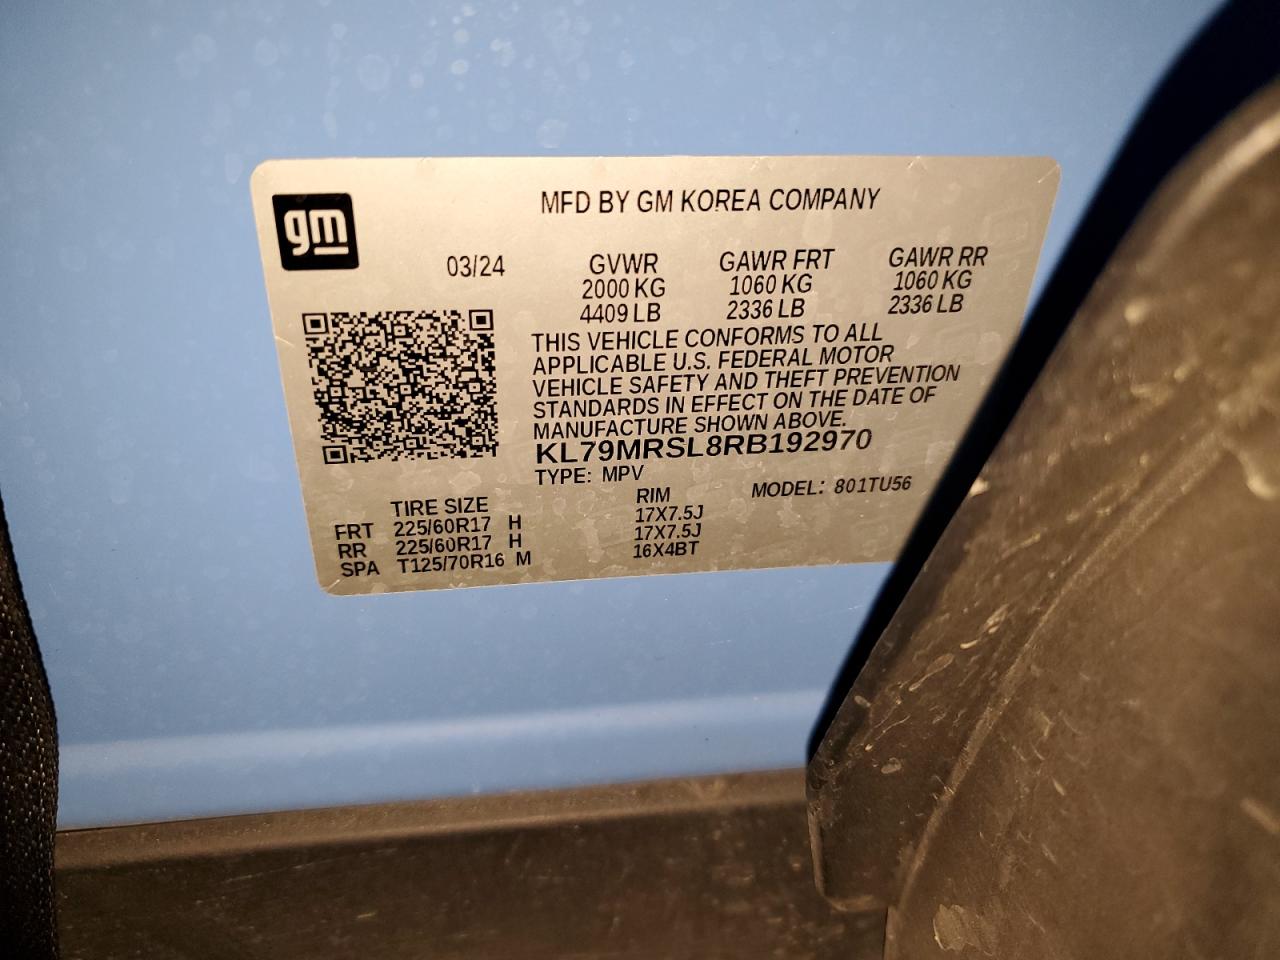 gm
MFD BY GM KOREA COMPANY
03/24 GVWR GAWR FRT GAWR RR
2000 KG 1060 KG 1060 KG
4409 LB 2336 LB 2336 LB
THIS VEHICLE CONFORMS TO ALL
APPLICABLE U.S. FEDERAL MOTOR
VEHICLE SAFETY AND THEFT PREVENTION
STANDARDS IN EFFECT ON THE DATE OF
MANUFACTURE SHOWN ABOVE.
KL79MRSL8RB192970
TYPE: MPV MODEL: 801TU56
TIRE SIZE RIM
FRT 225/60R17 H 17X7.5J
RR 225/60R17 H 17X7.5J
SPA T125/70R16 M 16X4BT